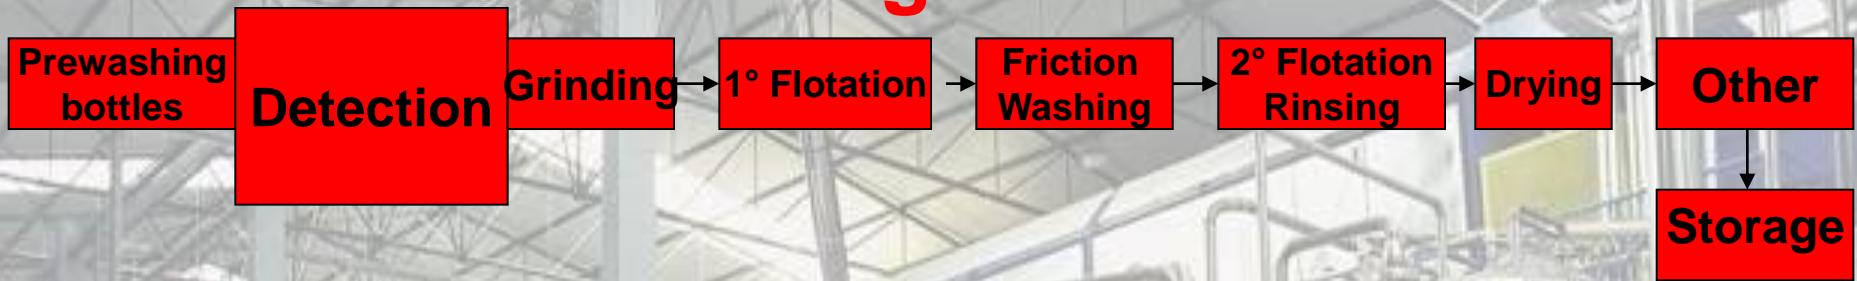 Prewashing
bottles
Detection
Grinding
1° Flotation
Friction
Washing
2° Flotation
Rinsing
Drying
Other
Storage